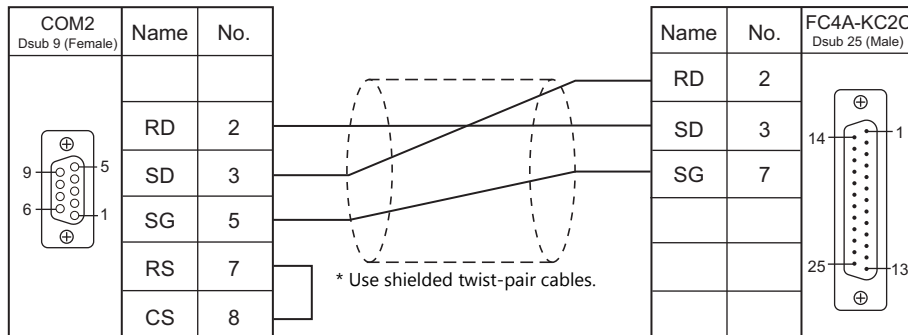 COM2
Dsub 9 (Female)
Name No.
RD 2
SD 3
SG 5
RS 7
CS 8
9
5
6
1
* Use shielded twist-pair cables.
Name No.
FC4A-KC2C
Dsub 25 (Male)
RD 2
SD 3
SG 7
14
1
25
13